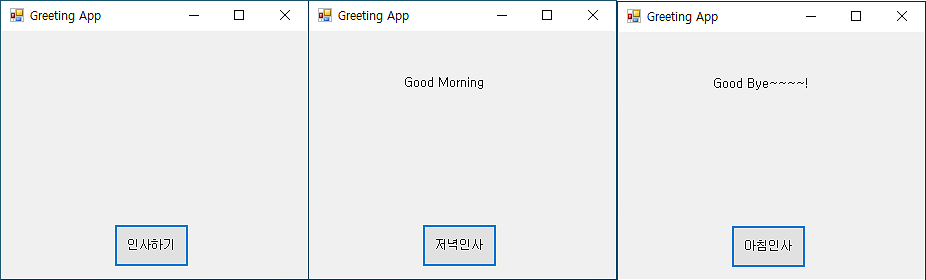 Greeting App
인사하기
Greeting App
Good Morning
저녁인사
Greeting App
Good Bye~~~~!
아침인사